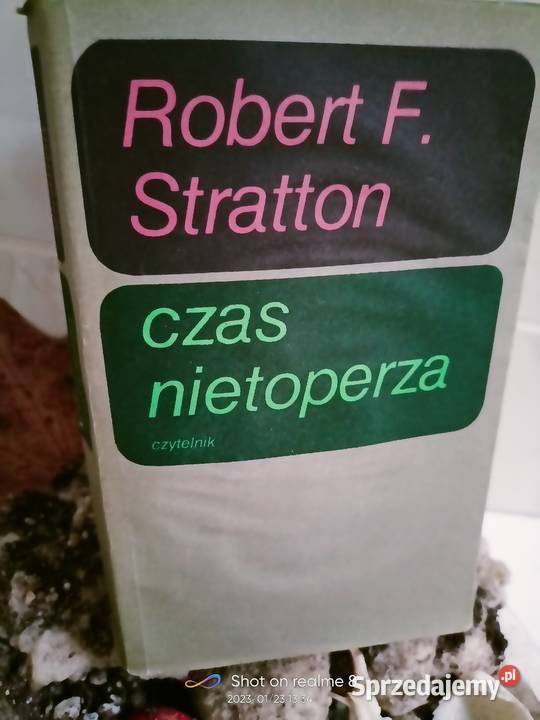 Robert F.
Stratton
czas
nietoperza
czytelnik
Shot on realme 8
2023/01/23 13:34
Sprzedajemy.pl